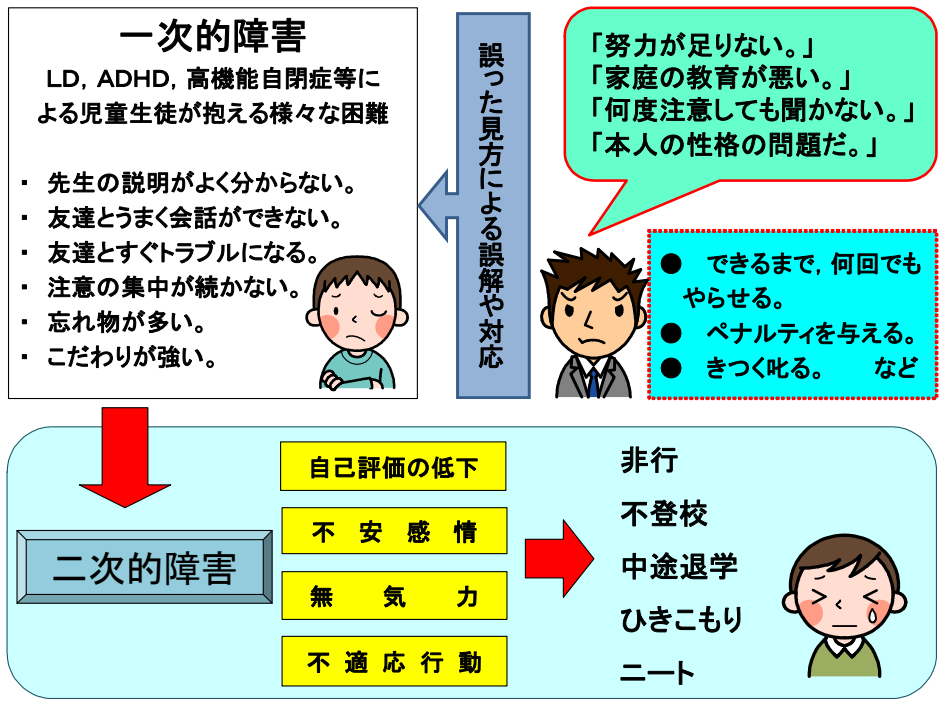 一次的障害
ＬＤ，ＡＤＨＤ，高機能自閉症等に
よる児童生徒が抱える様々な困難
・ 先生の説明がよく分からない。
・ 友達とうまく会話ができない。
・ 友達とすぐトラブルになる。
・ 注意の集中が続かない。
・ 忘れ物が多い。
・ こだわりが強い。
誤った見方による誤解や対応
「努力が足りない。」
「家庭の教育が悪い。」
「何度注意しても聞かない。」
「本人の性格の問題だ。」
● できるまで，何回でも
やらせる。
● ペナルティを与える。
● きつく叱る。 など
二次的障害
自己評価の低下
不安感情
無気力
不適応行動
非行
不登校
中途退学
ひきこもり
ニート